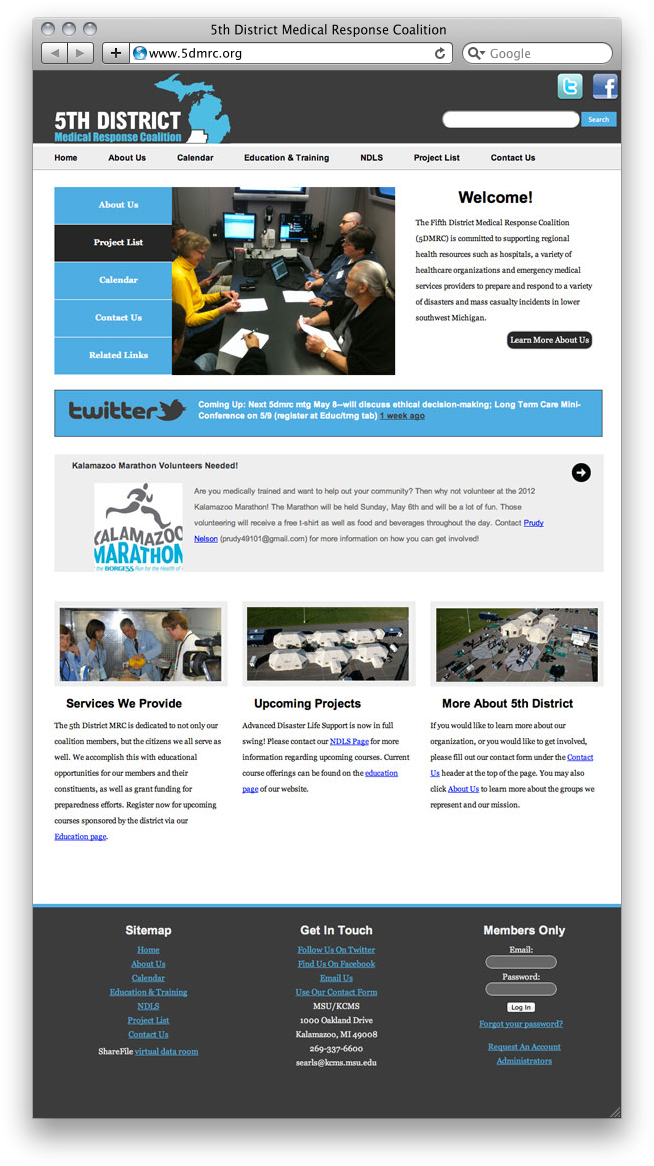 5th District Medical Response Coalition
www.5dmrc.org
Google
5TH DISTRICT
Medical Response Coalition
Search
Home About Us Calendar Education & Training NDLS Project List Contact Us
About Us
Project List
Calendar
Contact Us
Related Links
Welcome!
The Fifth District Medical Response Coalition
(5DMRC) is committed to supporting regional
health resources such as hospitals, a variety of
healthcare organizations and emergency medical
services providers to prepare and respond to a variety
of disasters and mass casualty incidents in lower
southwest Michigan.
Learn More About Us
twitter
Coming Up: Next 5dmrc mtg May 8--will discuss ethical decision-making; Long Term Care Mini-
Conference on 5/9 (register at Educ/trng tab) 1 week ago
Kalamazoo Marathon Volunteers Needed!
KALAMAZOO
MARATHON
the BORGESS Run for the Health of
Are you medically trained and want to help out your community? Then why not volunteer at the 2012
Kalamazoo Marathon! The Marathon will be held Sunday, May 6th and will be a lot of fun. Those
volunteering will receive a free t-shirt as well as food and beverages throughout the day. Contact Prudy
Nelson (prudy49101@gmail.com) for more information on how you can get involved!
Services We Provide
The 5th District MRC is dedicated to not only our
coalition members, but the citizens we all serve as
well. We accomplish this with educational
opportunities for our members and their
constituents, as well as grant funding for
preparedness efforts. Register now for upcoming
courses sponsored by the district via our
Education page.
Upcoming Projects
Advanced Disaster Life Support is now in full
swing! Please contact our NDLS Page for more
information regarding upcoming courses. Current
course offerings can be found on the education
page of our website.
More About 5th District
If you would like to learn more about our
organization, or you would like to get involved,
please fill out our contact form under the Contact
Us header at the top of the page. You may also
click About Us to learn more about the groups we
represent and our mission.
Sitemap
Home
About Us
Calendar
Education & Training
NDLS
Project List
Contact Us
ShareFile virtual data room
Get In Touch
Follow Us On Twitter
Find Us On Facebook
Email Us
Use Our Contact Form
MSU/KCMS
1000 Oakland Drive
Kalamazoo, MI 49008
269-337-6600
searls@kcms.msu.edu
Members Only
Email:
Password:
Log In
Forgot your password?
Request An Account
Administrators